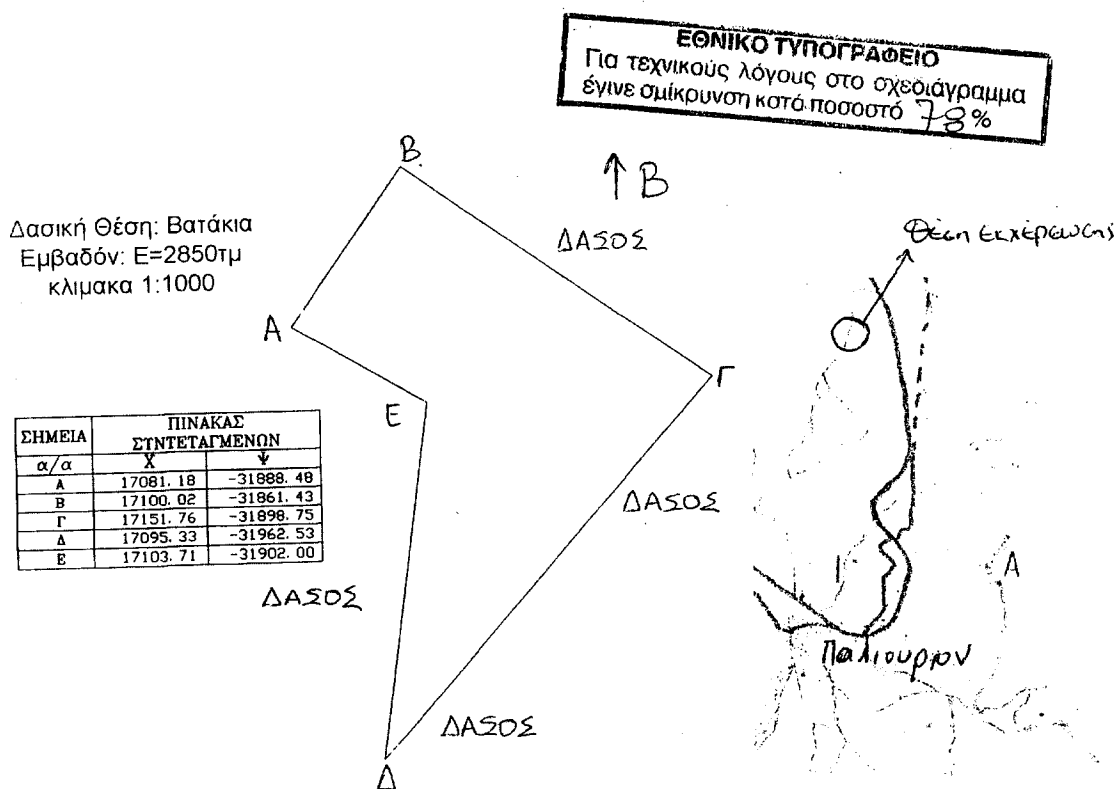 ΕΘΝΙΚΟ ΤΥΠΟΓΡΑΦΕΙΟ
Για τεχνικούς λόγους στο σχεδιάγραμμα
έγινε σμίκρυνση κατά ποσοστό 78%
Β
↑ Β
Δασική Θέση: Βατάκια
Εμβαδόν: Ε=2850τμ
κλιμακα 1:1000
ΔΑΣΟΣ
Θέση εκχέρσωσης
Α
Γ
Ε
ΣΗΜΕΙΑ ΠΙΝΑΚΑΣ ΣΥΝΤΕΤΑΓΜΕΝΩΝ
α/α Χ Ψ
Α 17081. 18 -31888. 48
Β 17100. 02 -31861. 43
Γ 17151. 76 -31898. 75
Δ 17095. 33 -31962. 53
Ε 17103. 71 -31902. 00
ΔΑΣΟΣ
Α
ΔΑΣΟΣ
Παλιουριον
ΔΑΣΟΣ
Δ